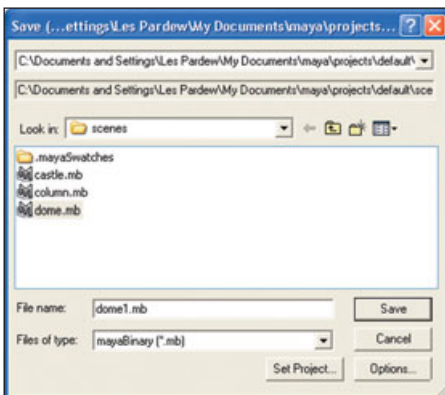 Save (...ettings\Les Pardew\My Documents\maya\projects...
C:\Documents and Settings\Les Pardew\My Documents\maya\projects\default\
C:\Documents and Settings\Les Pardew\My Documents\maya\projects\default\sce
Look in: scenes
.mayaSwatches
castle.mb
column.mb
dome.mb
File name: dome1.mb Save
Files of type: mayaBinary (*.mb) Cancel
Set Project... Options...